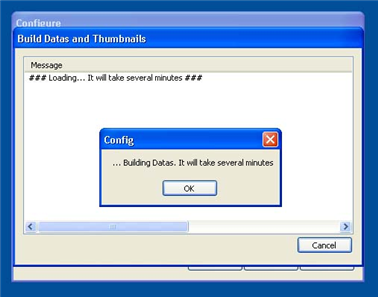 Configure
Build Datas and Thumbnails
Message
### Loading... It will take several minutes ###
Config
... Building Datas. It will take several minutes
OK
Cancel